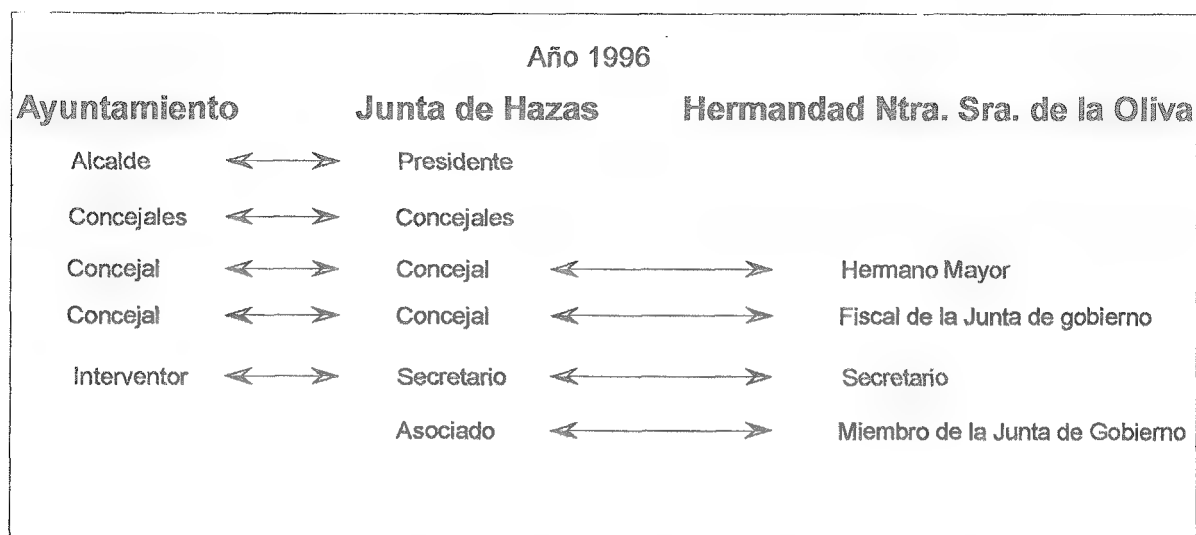 Año 1996
Ayuntamiento Junta de Hazas Hermandad Ntra. Sra. de la Oliva
Alcalde Presidente
Concejales Concejales
Concejal Concejal Hermano Mayor
Concejal Concejal Fiscal de la Junta de gobierno
Interventor Secretario Secretario
Asociado Miembro de la Junta de Gobierno